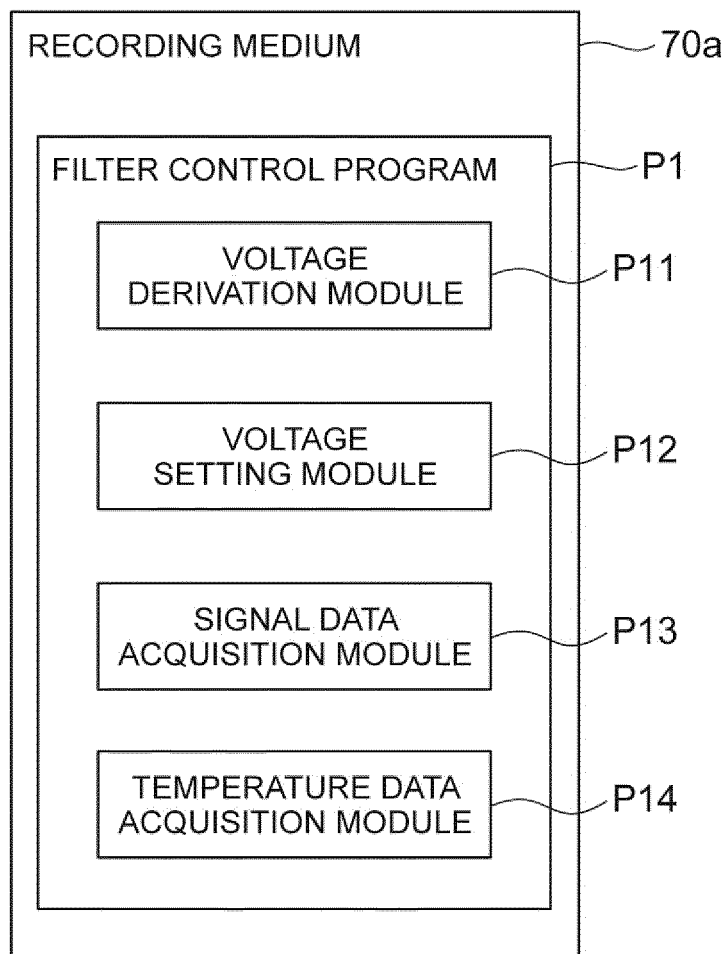 RECORDING MEDIUM
70a
FILTER CONTROL PROGRAM
P1
VOLTAGE
DERIVATION MODULE
P11
VOLTAGE
SETTING MODULE
P12
SIGNAL DATA
ACQUISITION MODULE
P13
TEMPERATURE DATA
ACQUISITION MODULE
P14